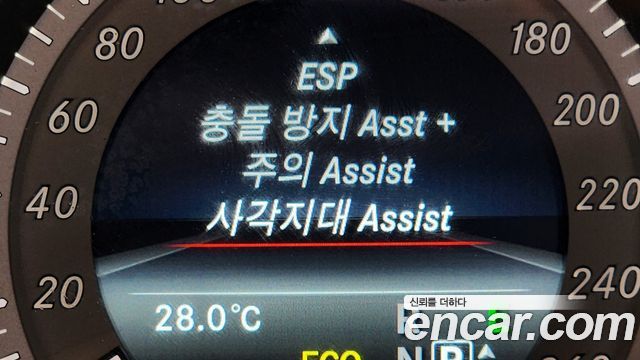 ESP
충돌 방지 Asst +
주의 Assist
사각지대 Assist
80
60
40
20
180
200
220
240
28.0°C
ECO
N P
신뢰를 더하다
encar.com